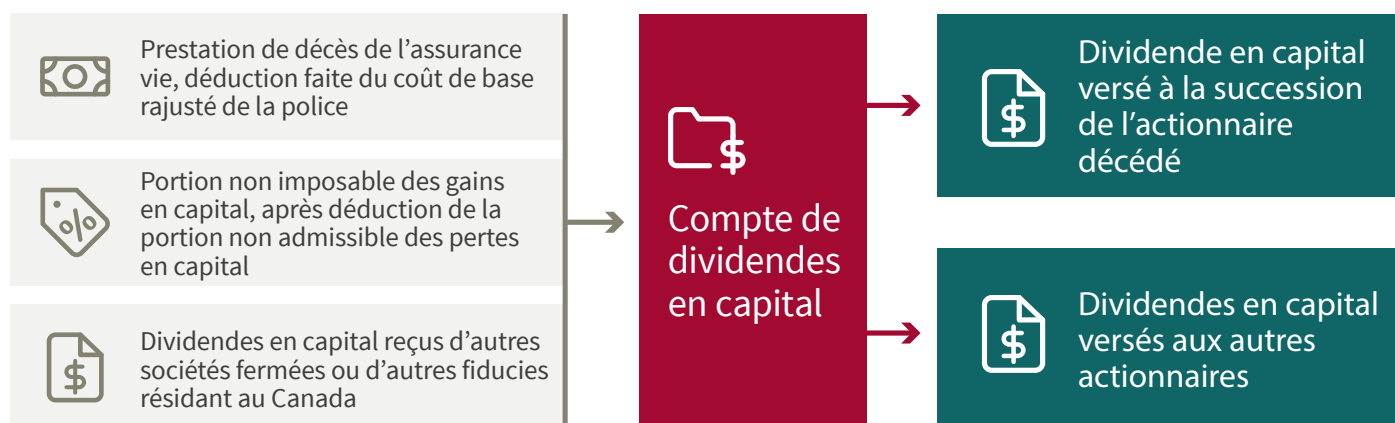 Prestation de décès de l’assurance
vie, déduction faite du coût de base
rajusté de la police
Portion non imposable des gains
en capital, après déduction de la
portion non admissible des pertes
en capital
Dividendes en capital reçus d’autres
sociétés fermées ou d’autres fiducies
résidant au Canada
Compte de
dividendes
en capital
Dividende en capital
versé à la succession
de l’actionnaire
décédé
Dividendes en capital
versés aux autres
actionnaires